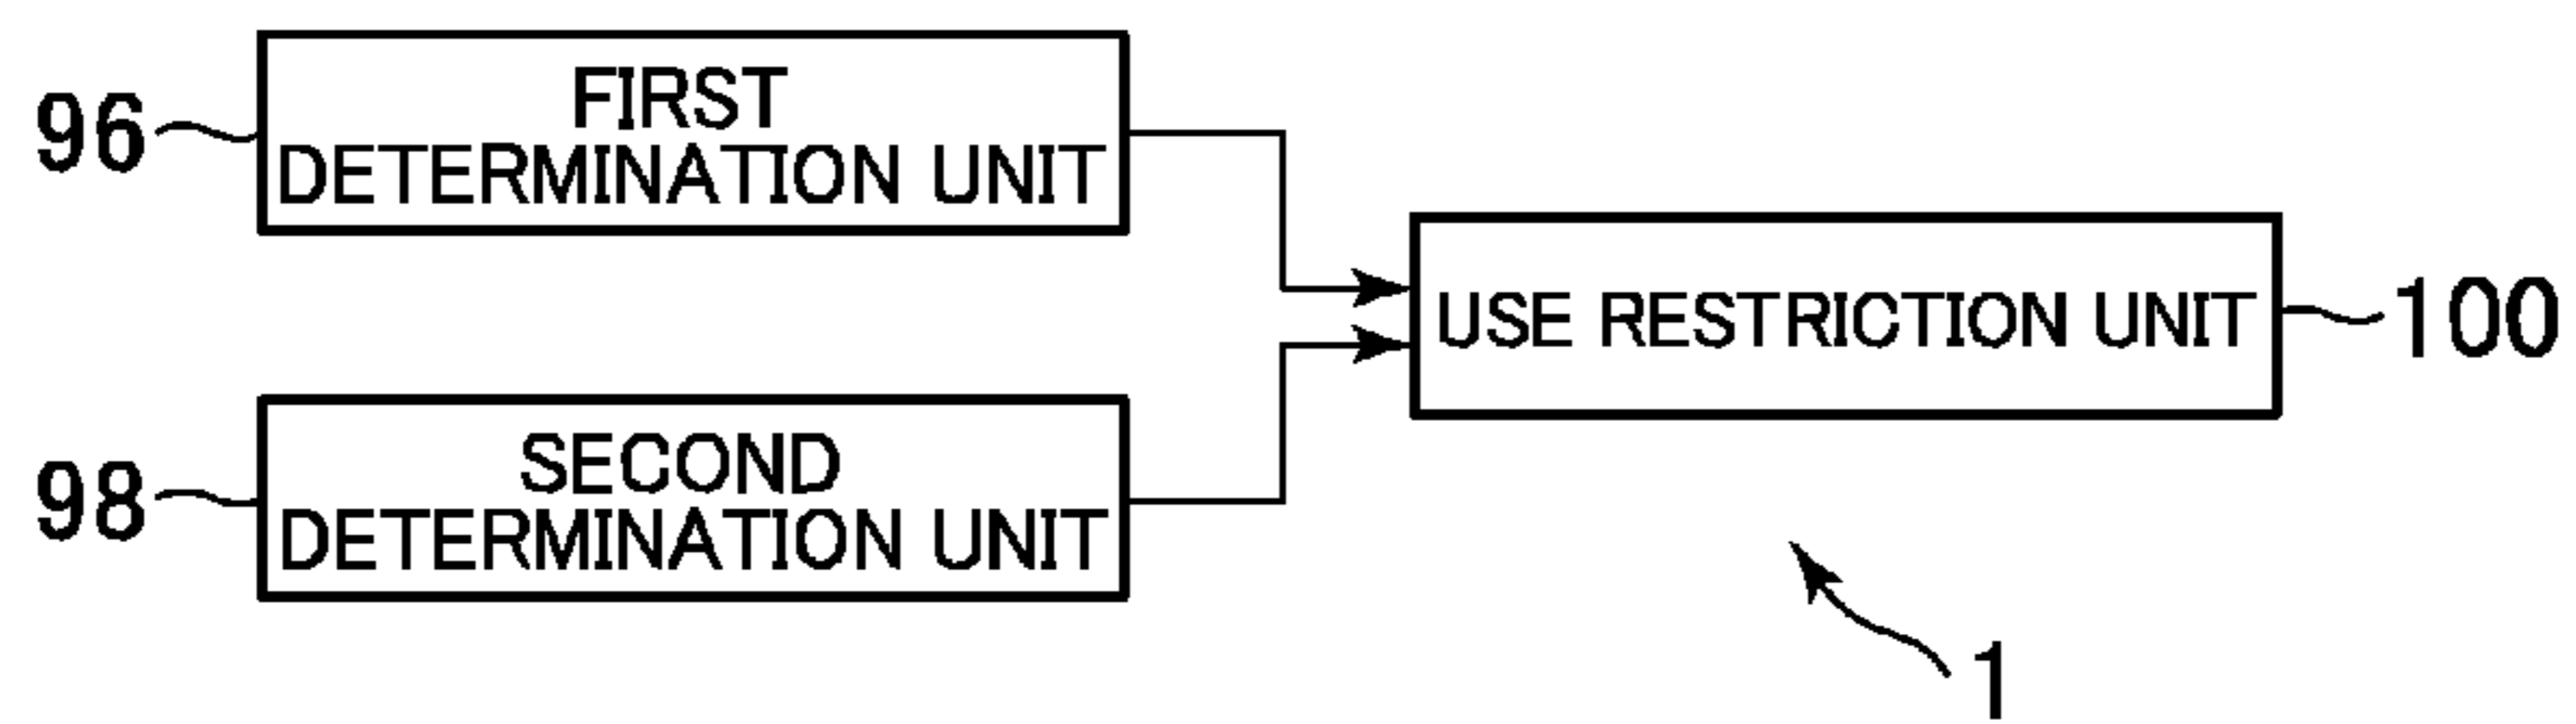 96
FIRST
DETERMINATION UNIT
98
SECOND
DETERMINATION UNIT
USE RESTRICTION UNIT
100
1